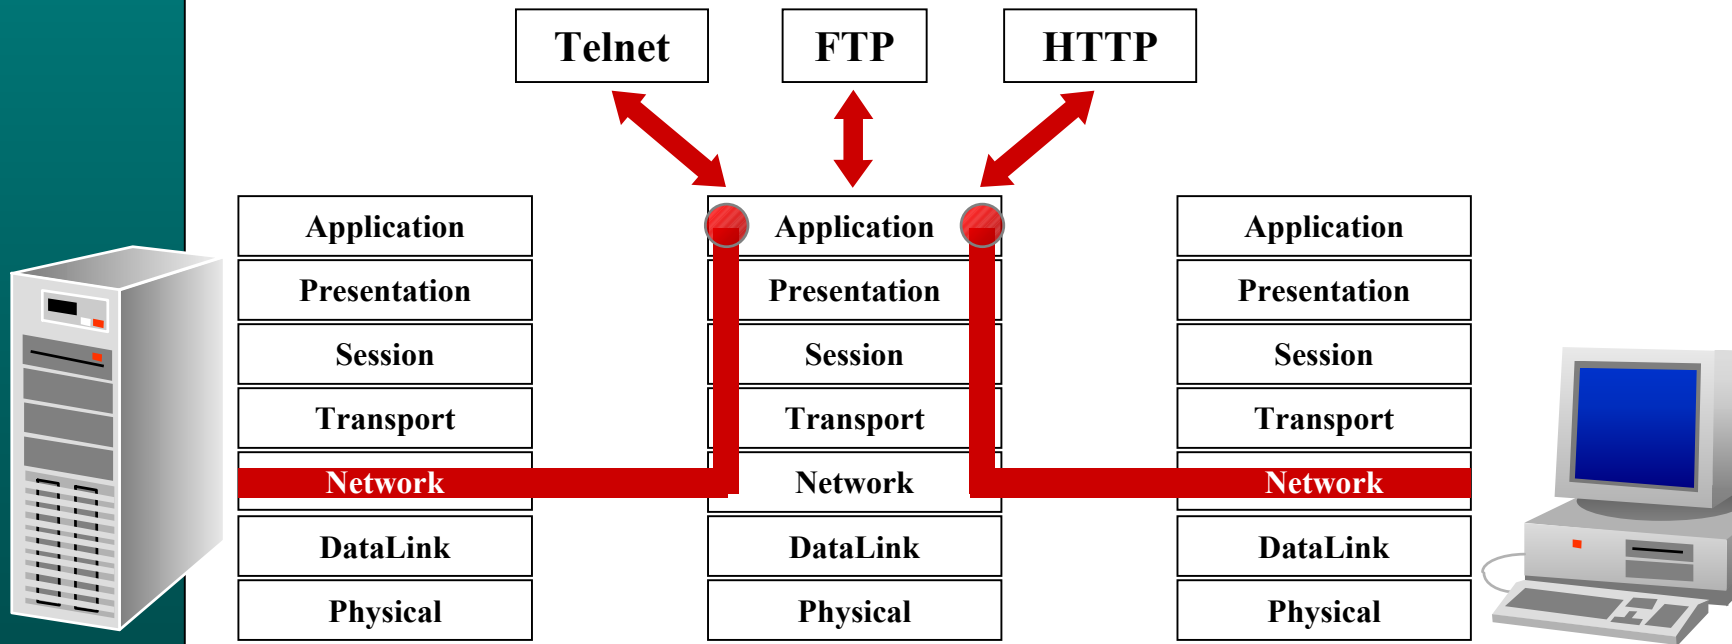 Telnet FTP HTTP
Application Application Application
Presentation Presentation Presentation
Session Session Session
Transport Transport Transport
Network Network Network
DataLink DataLink DataLink
Physical Physical Physical